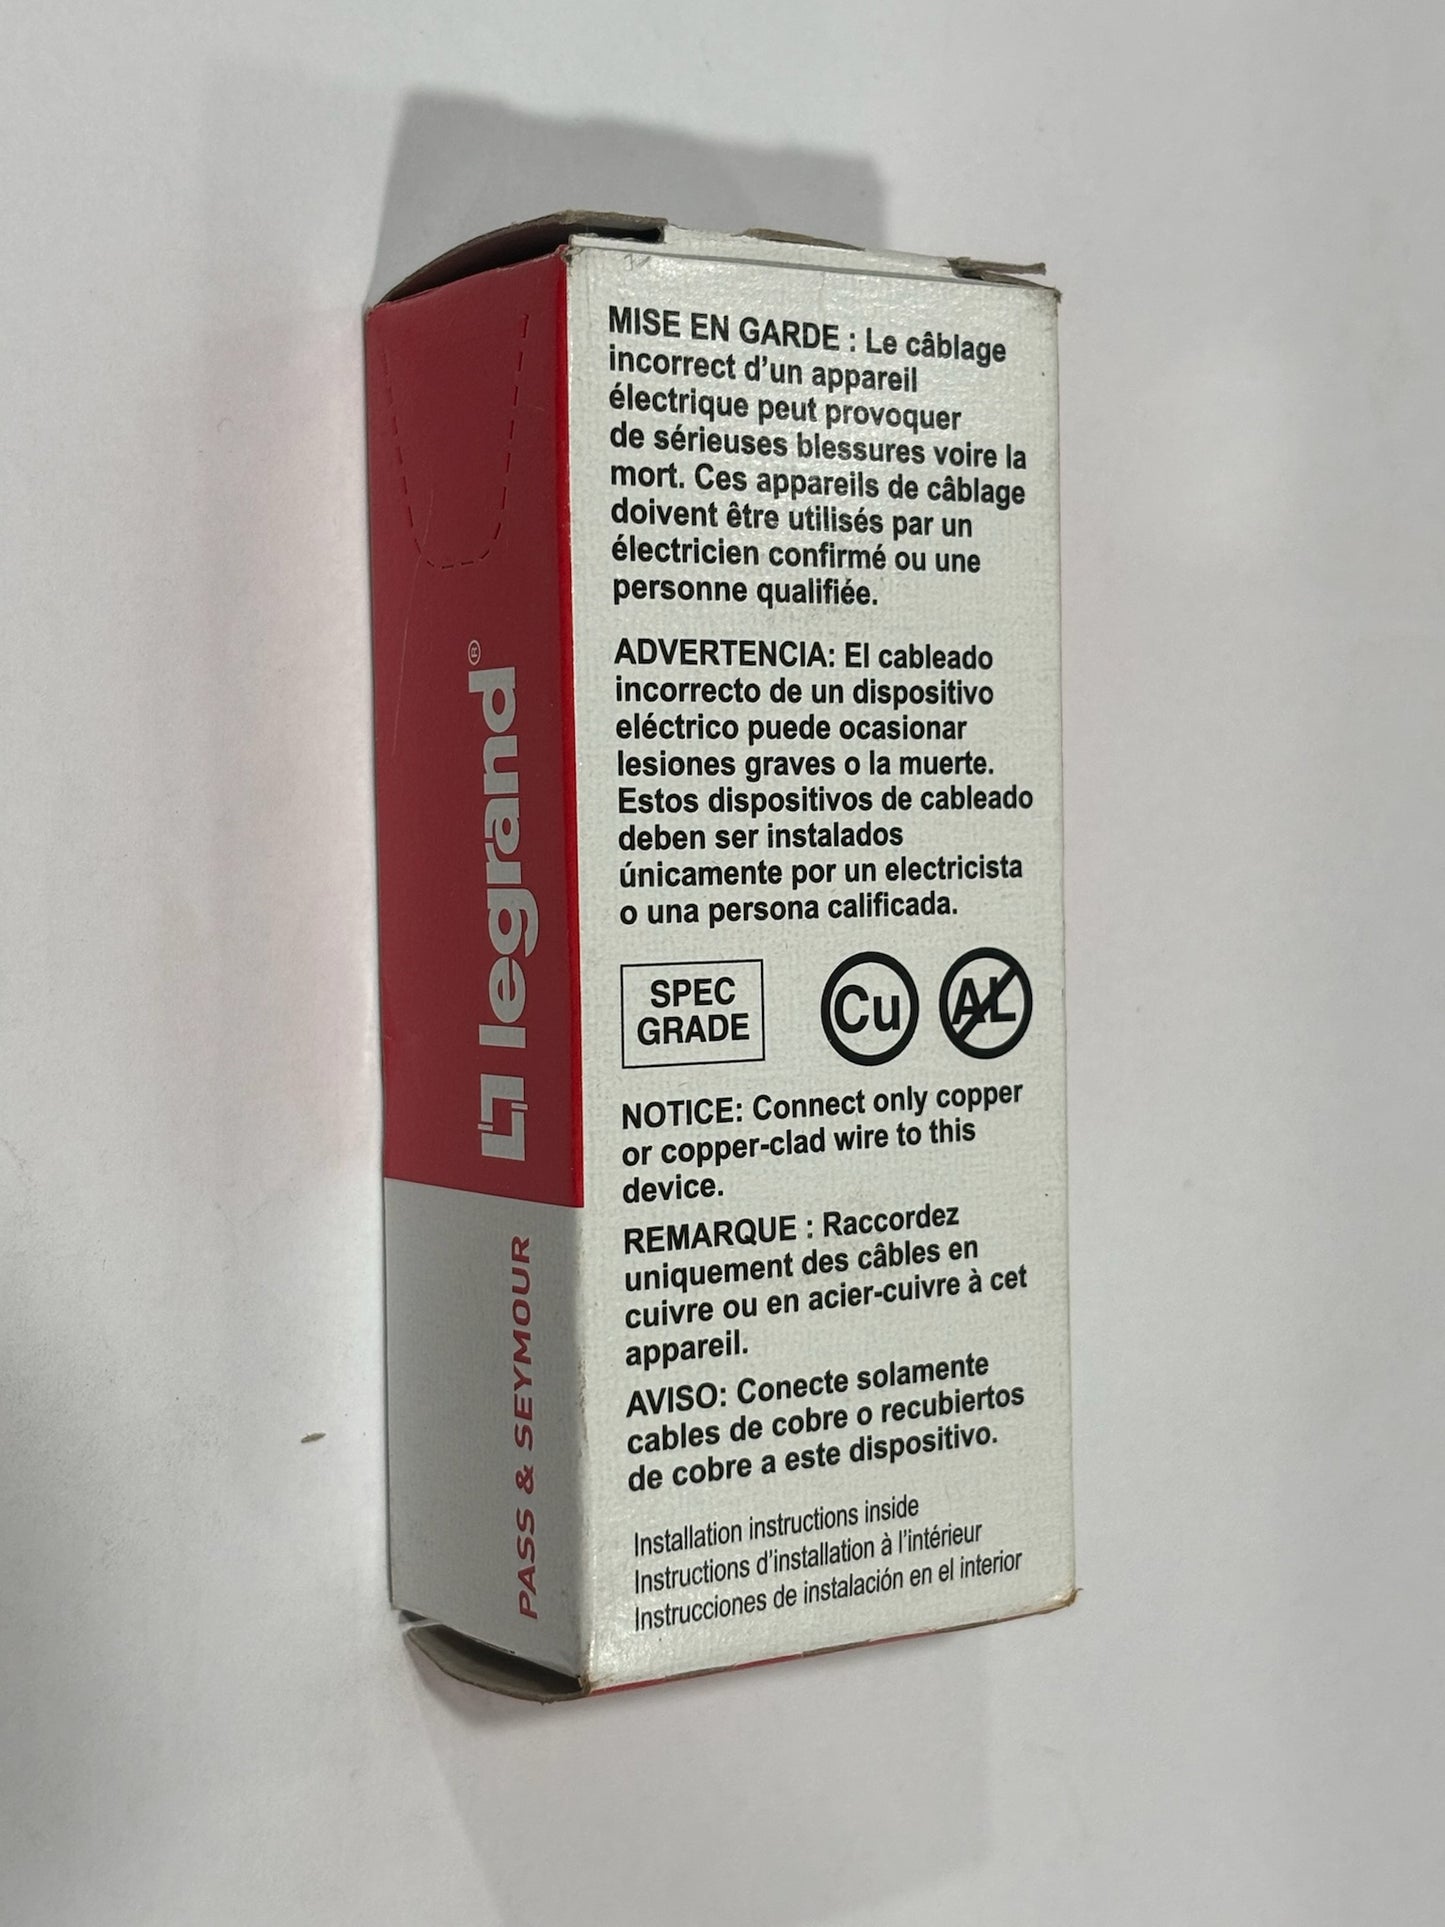 legrand®
PASS & SEYMOUR
MISE EN GARDE : Le câblage
incorrect d'un appareil
électrique peut provoquer
de sérieuses blessures voire la
mort. Ces appareils de câblage
doivent être utilisés par un
électricien confirmé ou une
personne qualifiée.
ADVERTENCIA: El cableado
incorrecto de un dispositivo
eléctrico puede ocasionar
lesiones graves o la muerte.
Estos dispositivos de cableado
deben ser instalados
únicamente por un electricista
o una persona calificada.
SPEC
GRADE
Cu
AL
NOTICE: Connect only copper
or copper-clad wire to this
device.
REMARQUE : Raccordez
uniquement des câbles en
cuivre ou en acier-cuivre à cet
appareil.
AVISO: Conecte solamente
cables de cobre o recubiertos
de cobre a este dispositivo.
Installation instructions inside
Instructions d'installation à l'intérieur
Instrucciones de instalación en el interior